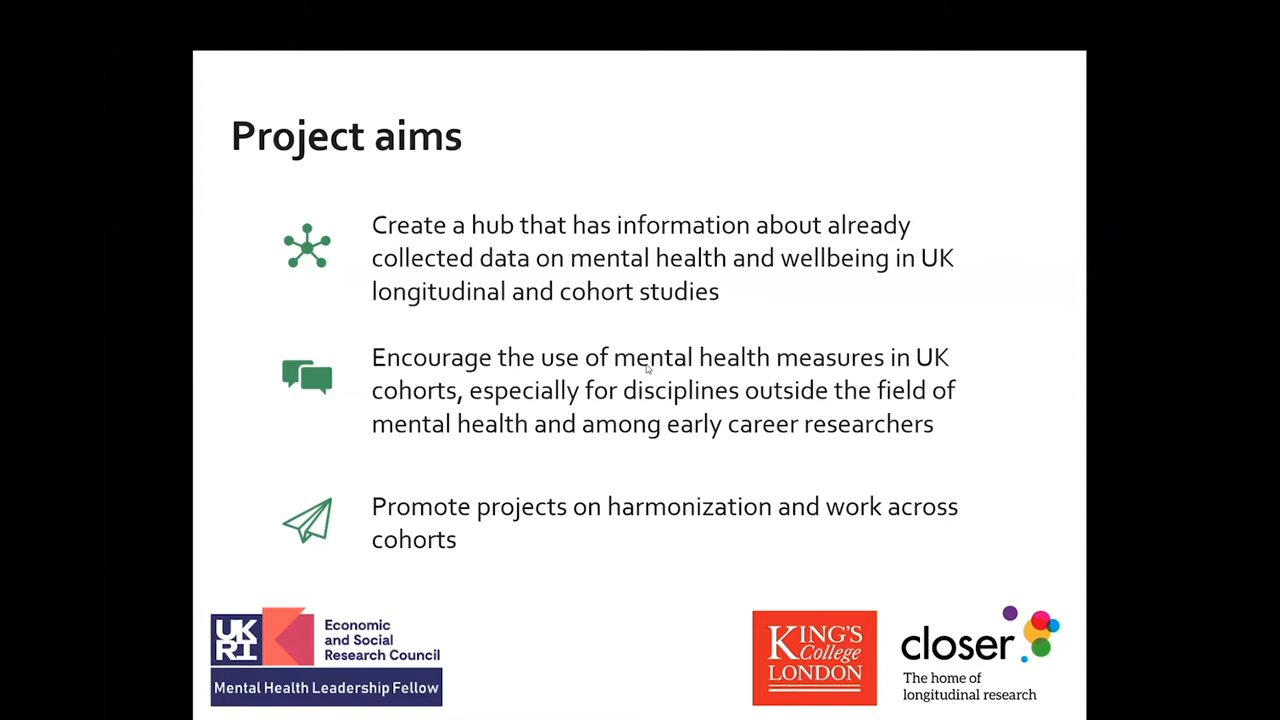 Project aims
Create a hub that has information about already
collected data on mental health and wellbeing in UK
longitudinal and cohort studies
Encourage the use of mental health measures in UK
cohorts, especially for disciplines outside the field of
mental health and among early career researchers
Promote projects on harmonization and work across
cohorts
UK
RI
Economic
and Social
Research Council
Mental Health Leadership Fellow
KING'S
College
LONDON
closer
The home of
longitudinal research